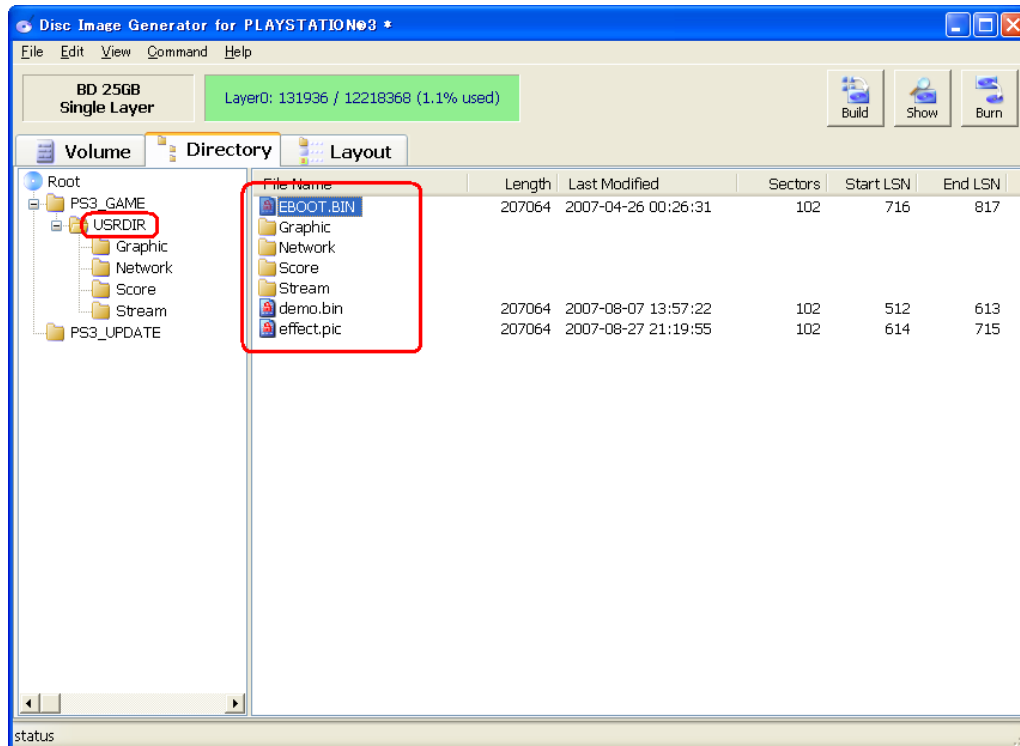 Disc Image Generator for PLAYSTATION®3 *
File Edit View Command Help
BD 25GB
Single Layer
Layer0: 131936 / 12218368 (1.1% used)
Build Show Burn
Volume Directory Layout
Root
PS3_GAME
USRDIR
Graphic
Network
Score
Stream
PS3_UPDATE
File Name Length Last Modified Sectors Start LSN End LSN
EBOOT.BIN 207064 2007-04-26 00:26:31 102 716 817
Graphic
Network
Score
Stream
demo.bin 207064 2007-08-07 13:57:22 102 512 613
effect.pic 207064 2007-08-27 21:19:55 102 614 715
status